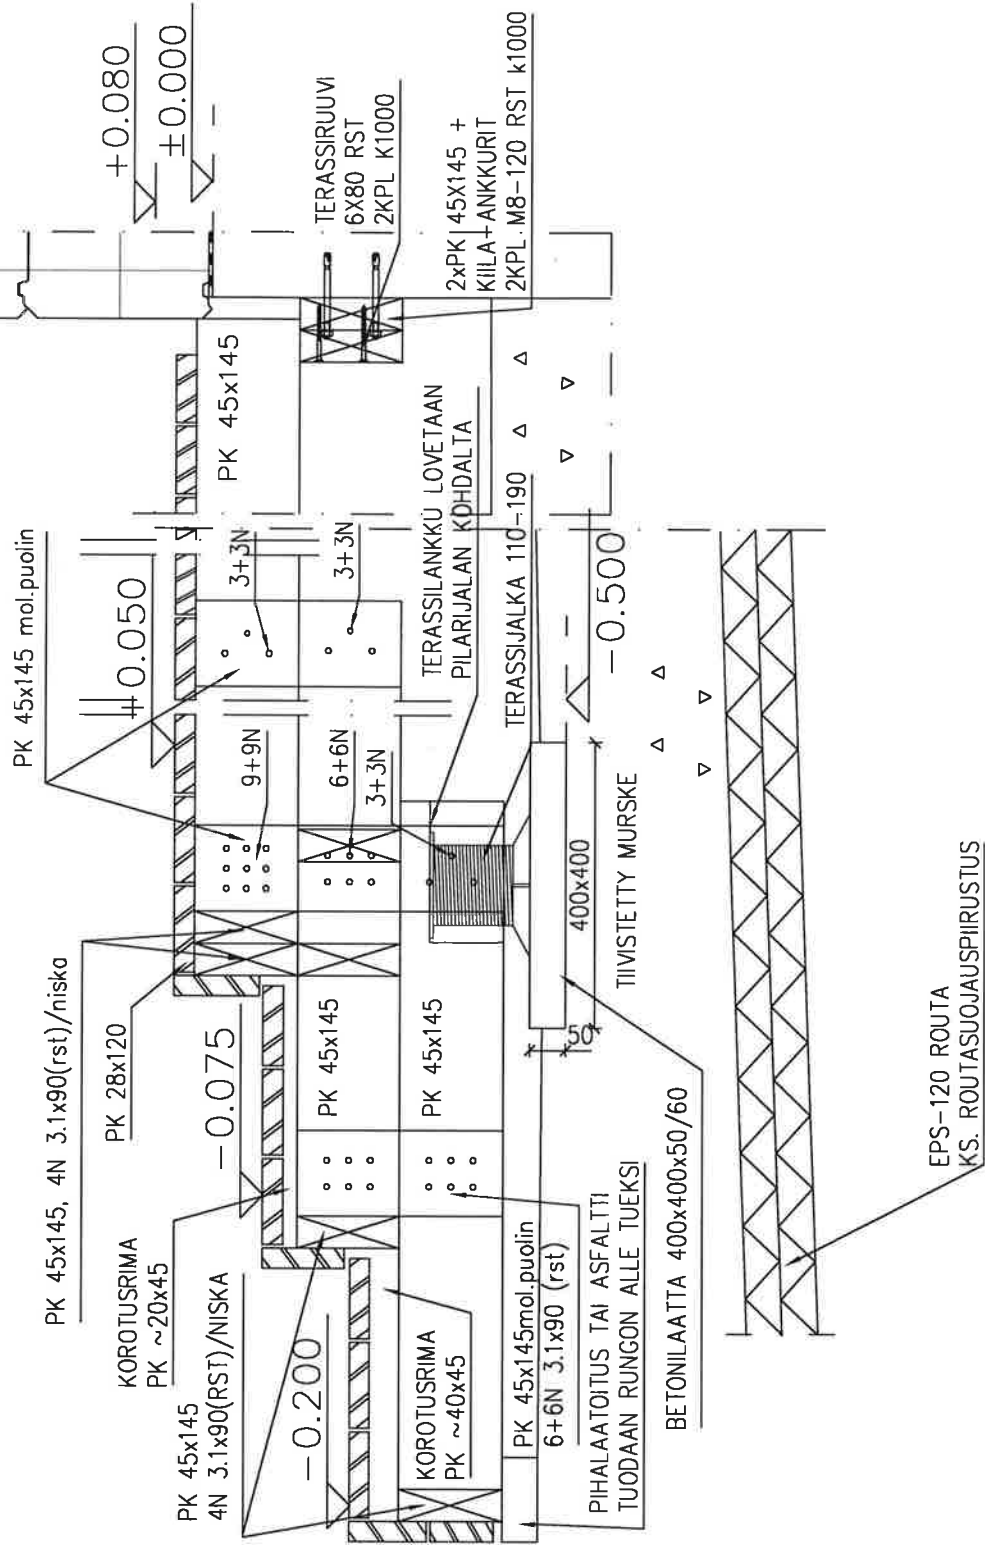 +0.080
±0.000
TERASSIRUUVI
6X80 RST
2KPL K1000
2xPK 45X145 +
KIILA-ANKKURIT
2KPL M8-120 RST k1000
PK 45x145
PK 45x145 mol.puolin
+0.050
3+3N
3+3N
TERASSILANKKU LOVETAAN
PILARIJALAN KOHDALTA
TERASSIJALKA 110-190
-0.500
9+9N
6+6N
3+3N
PK 45x145, 4N 3.1x90(rst)/niska
PK 28x120
-0.075
PK 45x145
PK 45x145
400x400
50
TIIVISTETTY MURSKE
KOROTUSRIMA
PK ~20x45
PK 45x145
4N 3.1x90(RST)/NISKA
-0.200
KOROTUSRIMA
PK ~40x45
PK 45x145mol.puolin
6+6N 3.1x90 (rst)
PIHALAATOITUS TAI ASFALTTI
TUODAAN RUNGON ALLE TUEKSI
BETONILAATTA 400x400x50/60
EPS-120 ROUTA
KS. ROUTASUOJAUSPIIRUSTUS